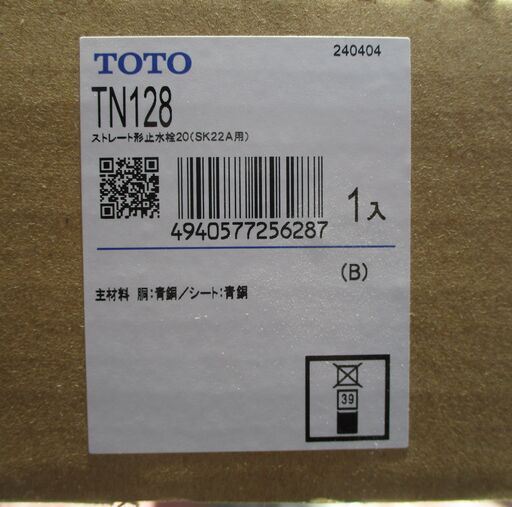 TOTO
240404
TN128
ストレート形止水栓20(SK22A用)
4940577256287
1入
(B)
主材料 胴:青銅/シート:青銅
39